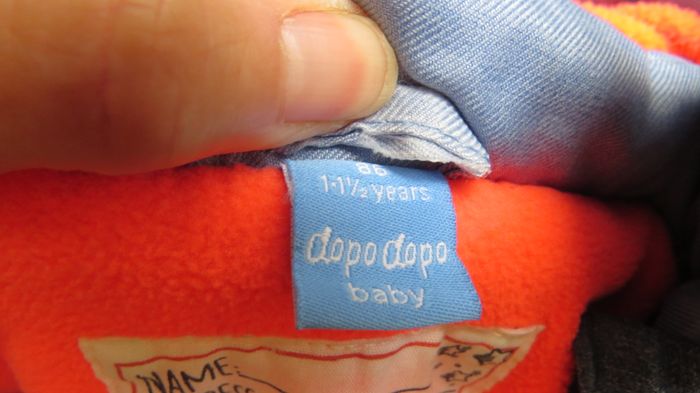 86
1-1½ years
dopodopo
baby
NAME: